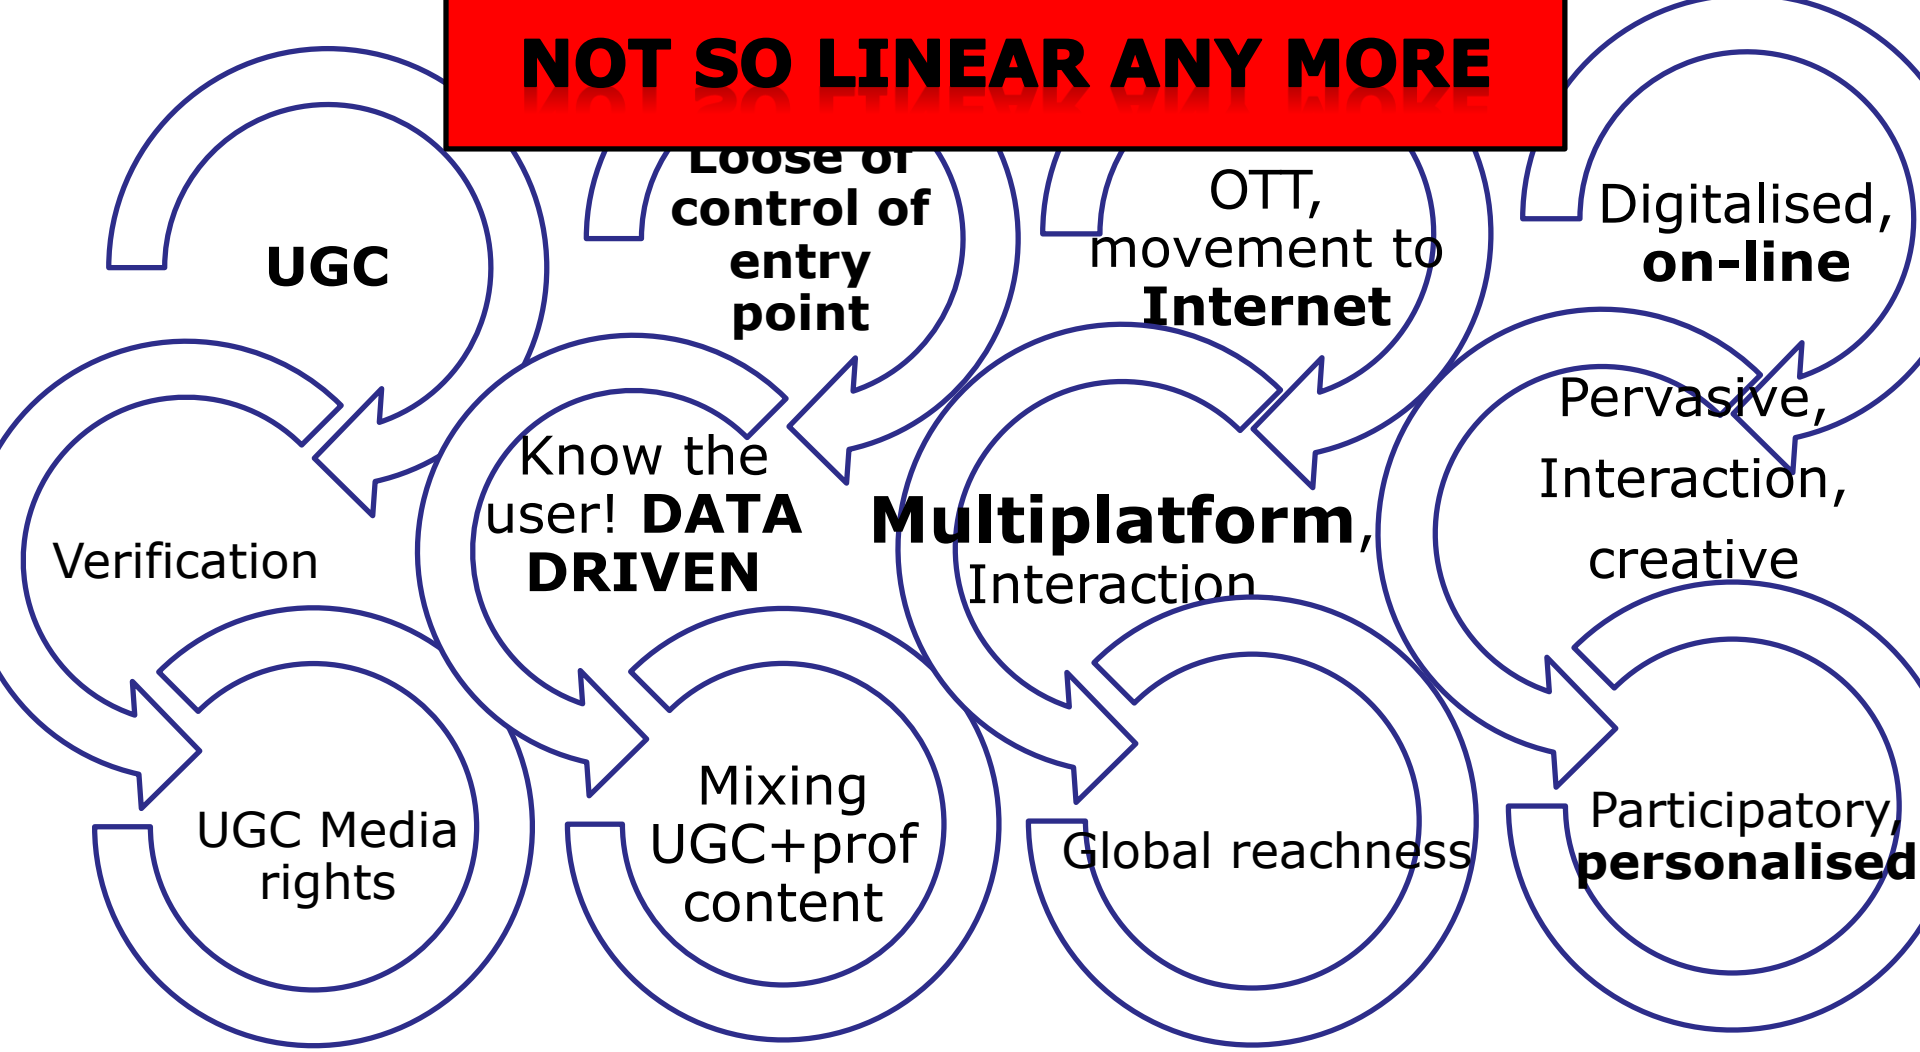 NOT SO LINEAR ANY MORE
UGC
Verification
UGC Media
rights
Loose of
control of
entry
point
Know the
user! DATA
DRIVEN
Mixing
UGC+prof
content
OTT,
movement to
Internet
Multiplatform,
Interaction
Global reachness
Digitalised,
on-line
Pervasive,
Interaction,
creative
Participatory,
personalised